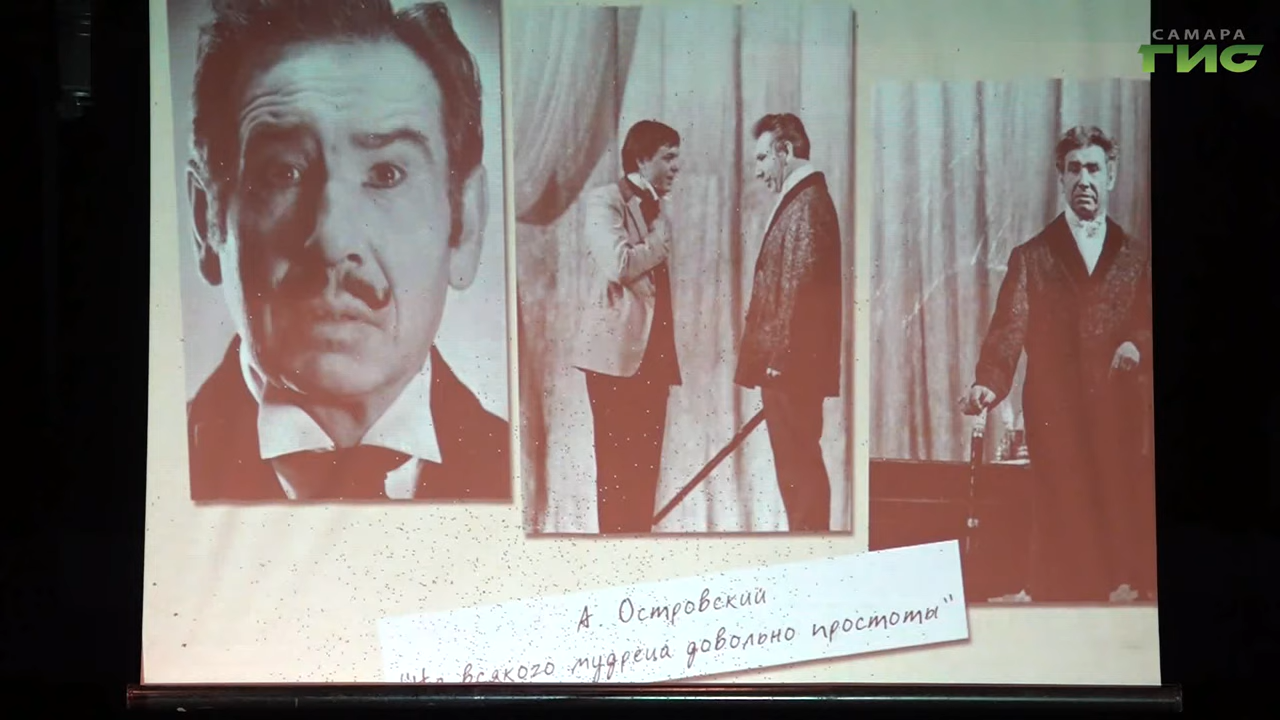 САМАРА
ГИС
А Островский
"На всякого мудреца довольно простоты"